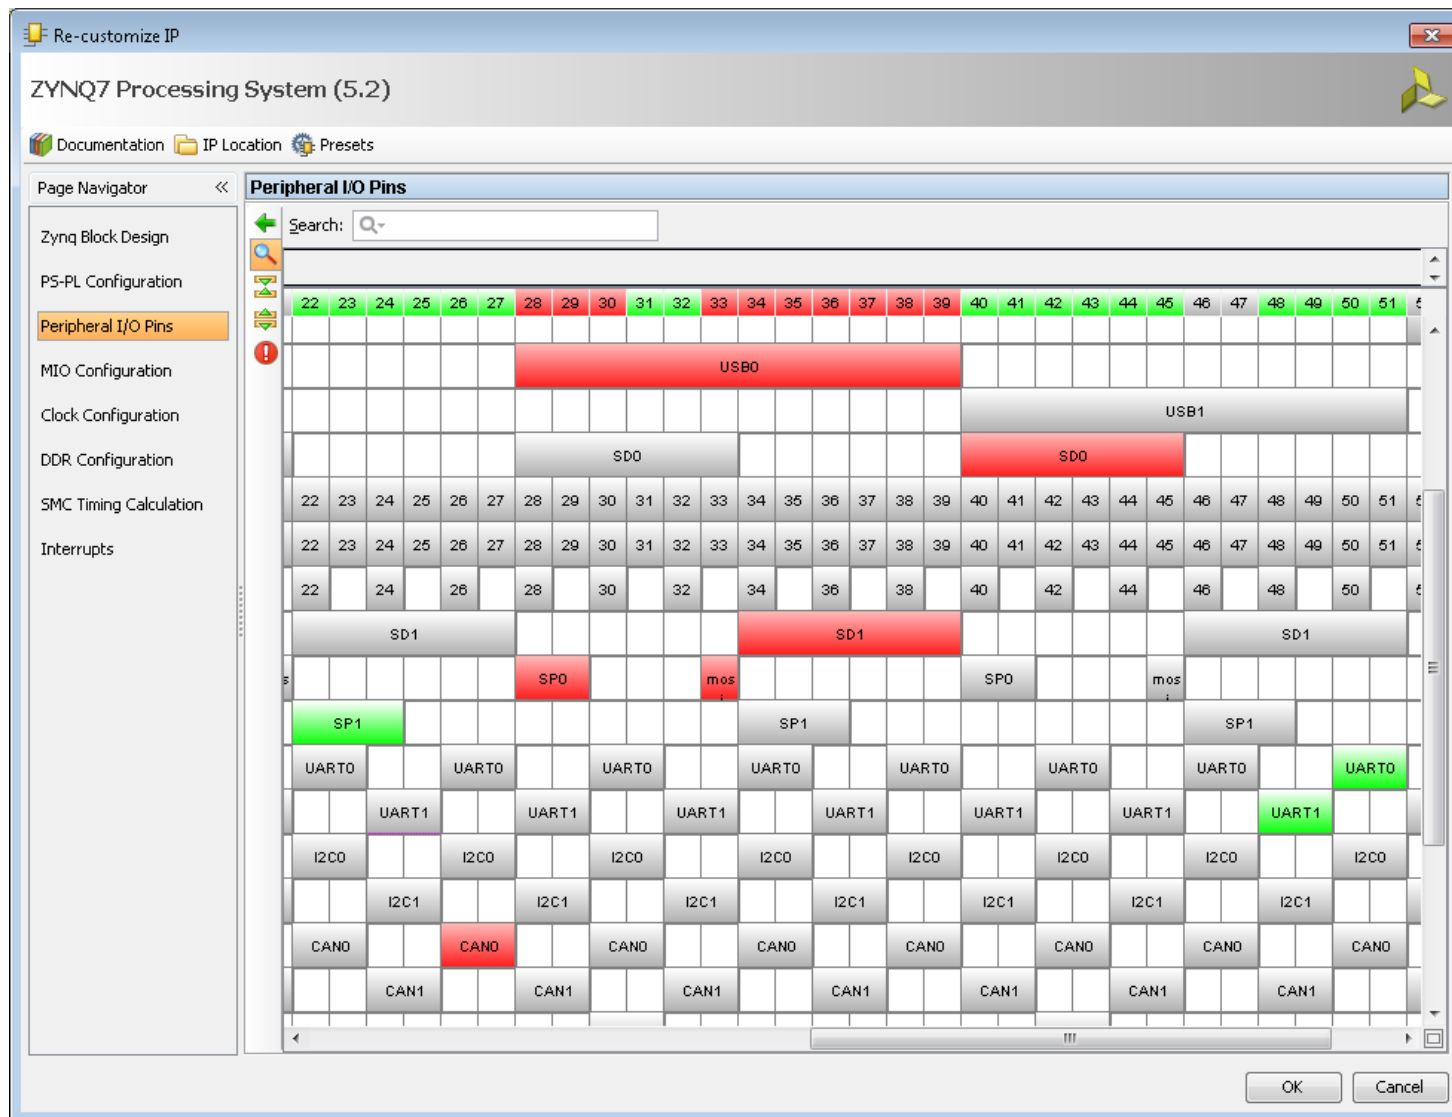 Re-customize IP
ZYNQ7 Processing System (5.2)
Documentation IP Location Presets
Page Navigator
Zynq Block Design
PS-PL Configuration
Peripheral I/O Pins
MIO Configuration
Clock Configuration
DDR Configuration
SMC Timing Calculation
Interrupts
Peripheral I/O Pins
Search:
22 23 24 25 26 27 28 29 30 31 32 33 34 35 36 37 38 39 40 41 42 43 44 45 46 47 48 49 50 51
USB0
USB1
SD0 SD0
22 23 24 25 26 27 28 29 30 31 32 33 34 35 36 37 38 39 40 41 42 43 44 45 46 47 48 49 50 51
22 23 24 25 26 27 28 29 30 31 32 33 34 35 36 37 38 39 40 41 42 43 44 45 46 47 48 49 50 51
22 24 26 28 30 32 34 36 38 40 42 44 46 48 50
SD1 SD1 SD1
s SP0 mosi SP0 mosi
SP1 SP1 SP1
UART0 UART0 UART0 UART0 UART0 UART0 UART0 UART0
UART1 UART1 UART1 UART1 UART1 UART1 UART1
I2C0 I2C0 I2C0 I2C0 I2C0 I2C0 I2C0 I2C0
I2C1 I2C1 I2C1 I2C1 I2C1 I2C1 I2C1
CAN0 CAN0 CAN0 CAN0 CAN0 CAN0 CAN0 CAN0
CAN1 CAN1 CAN1 CAN1 CAN1 CAN1 CAN1
OK Cancel